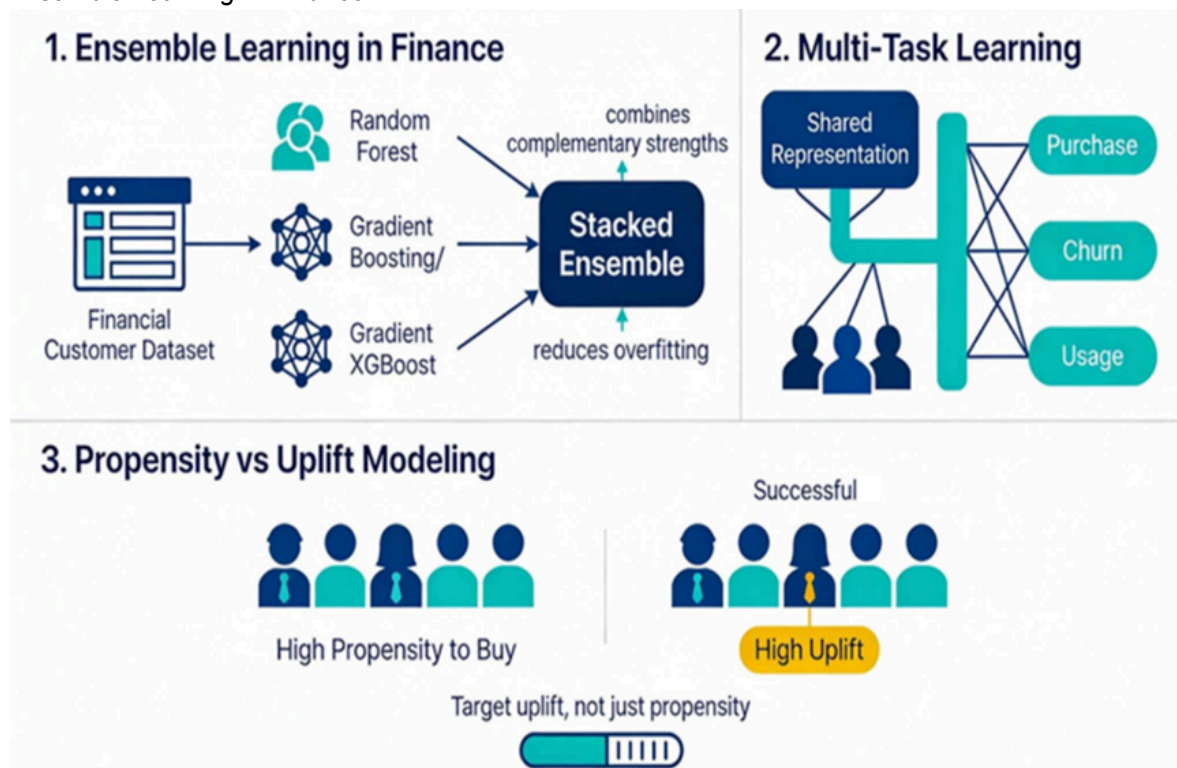 1. Ensemble Learning in Finance
Random
Forest
Gradient
Boosting/
Gradient
XGBoost
Financial
Customer Dataset
combines
complementary strengths
Stacked
Ensemble
reduces overfitting
2. Multi-Task Learning
Shared
Representation
Purchase
Churn
Usage
3. Propensity vs Uplift Modeling
High Propensity to Buy
Successful
High Uplift
Target uplift, not just propensity